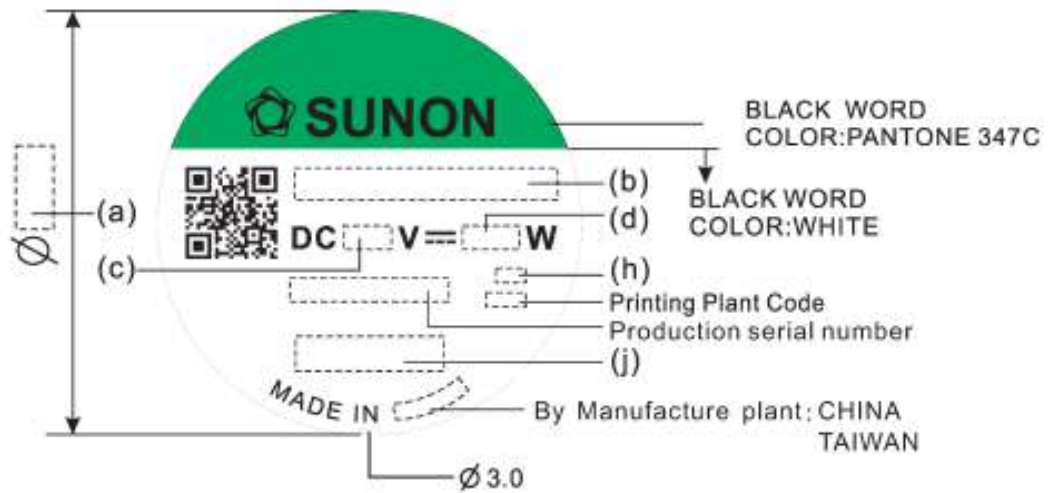 SUNON
BLACK WORD
COLOR:PANTONE 347C
(b)
BLACK WORD
COLOR:WHITE
(a)
Ø
DC V W
(d)
(c)
(h)
Printing Plant Code
Production serial number
(j)
MADE IN
By Manufacture plant: CHINA
TAIWAN
Ø 3.0